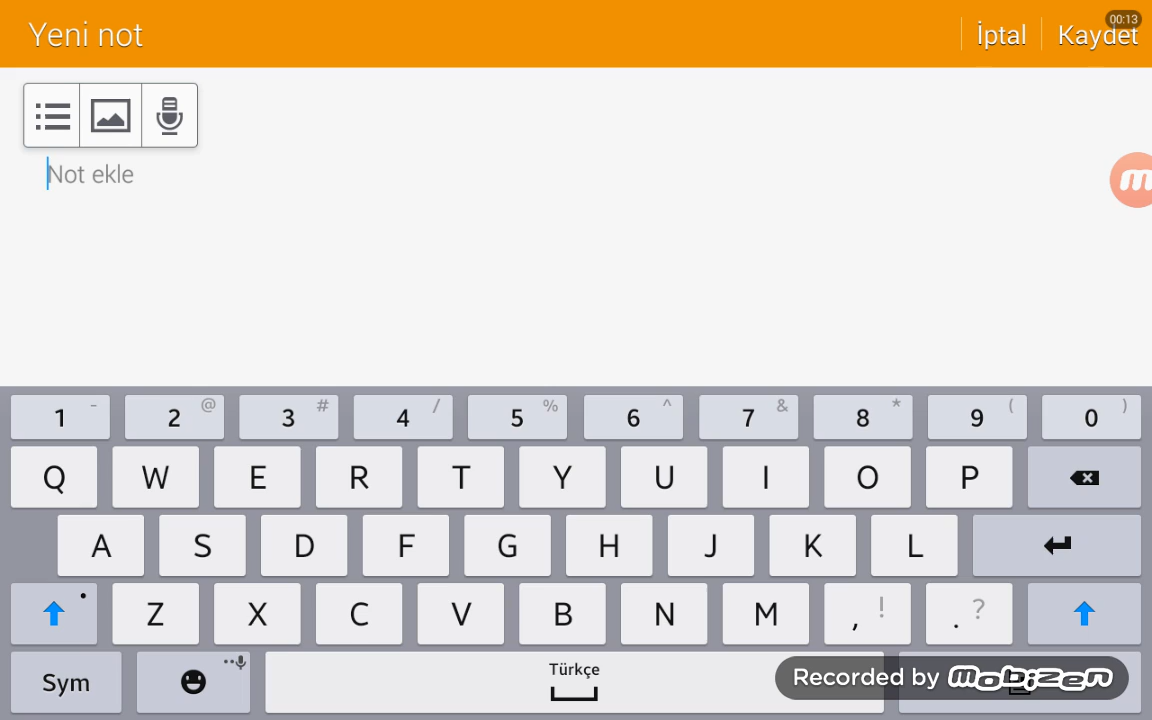 Yeni not
İptal
Kaydet
00:13
Not ekle
m
1 - 2 @ 3 # 4 / 5 % 6 ^ 7 & 8 * 9 ( 0 )
Q W E R T Y U I O P
A S D F G H J K L
Z X C V B N M , ! . ?
Sym
Türkçe
Recorded by mobizen